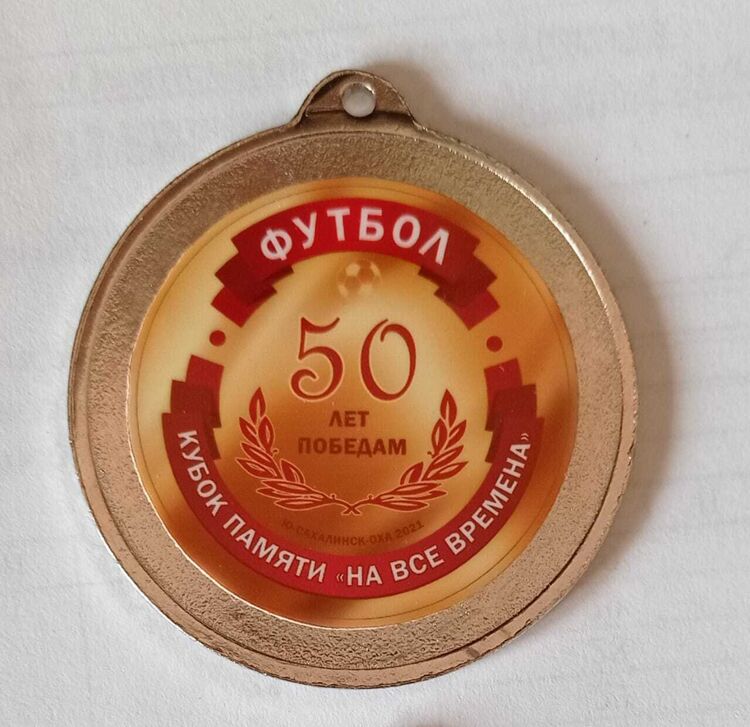 ФУТБОЛ
50
ЛЕТ
ПОБЕДАМ
Ю-САХАЛИНСК-ОХА 2021
КУБОК ПАМЯТИ «НА ВСЕ ВРЕМЕНА»